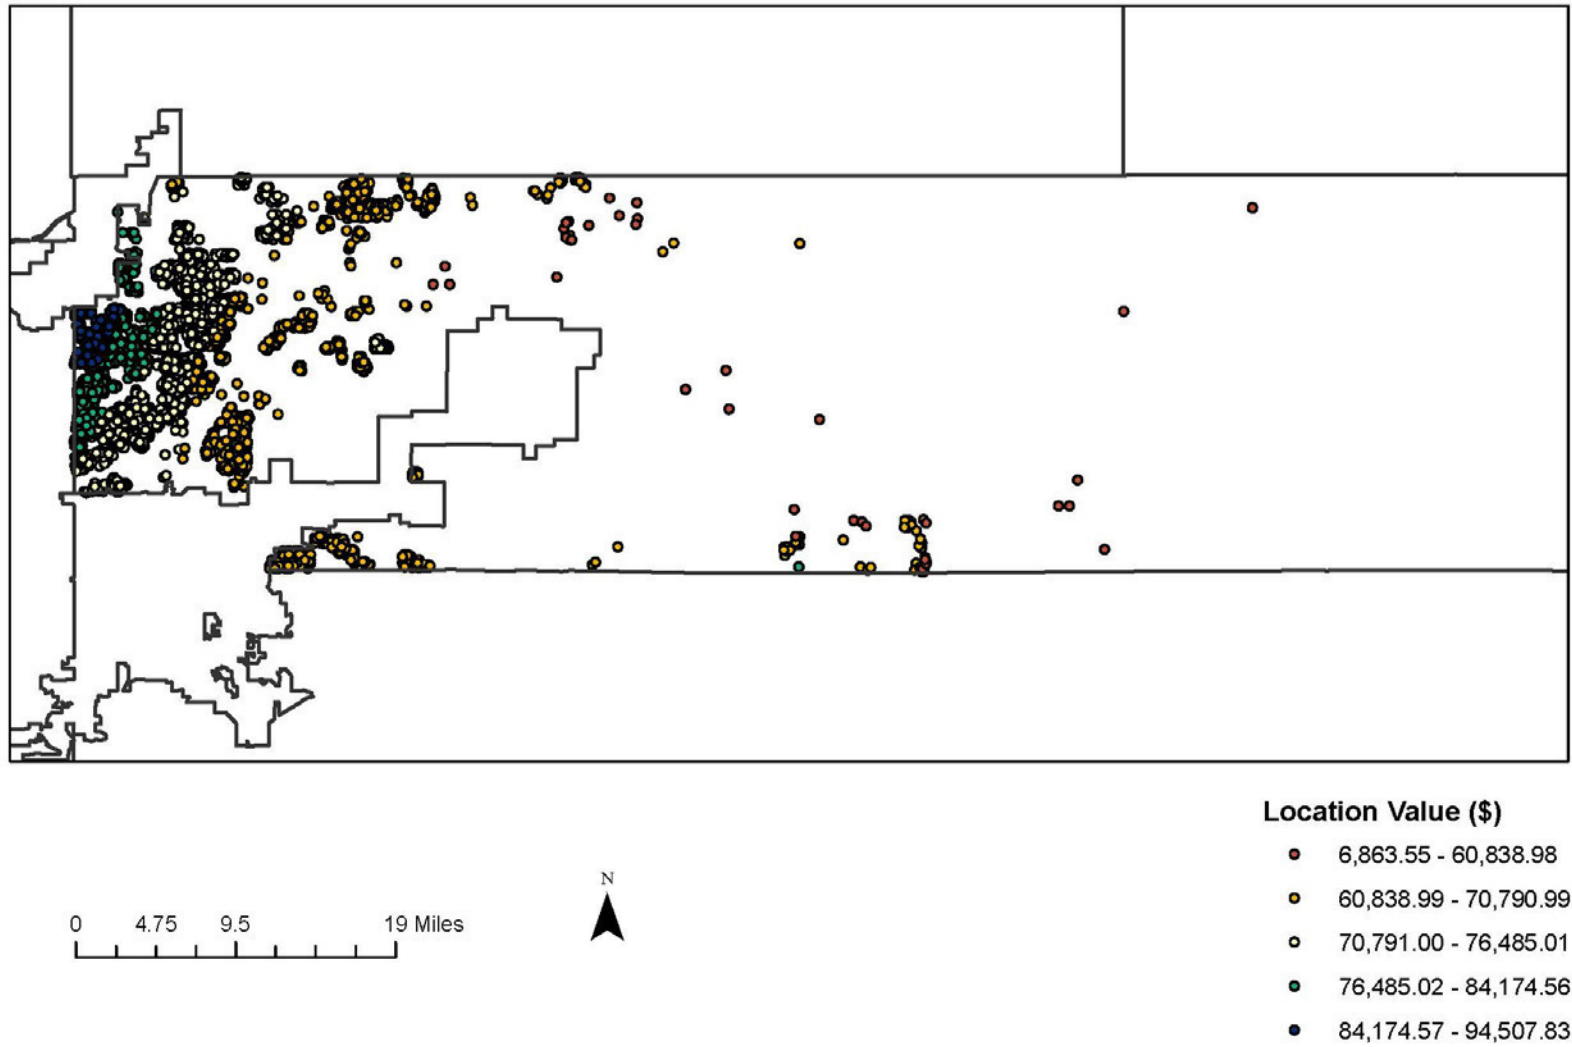 Location Value ($)
6,863.55 - 60,838.98
60,838.99 - 70,790.99
70,791.00 - 76,485.01
76,485.02 - 84,174.56
84,174.57 - 94,507.83
N
0 4.75 9.5 19 Miles